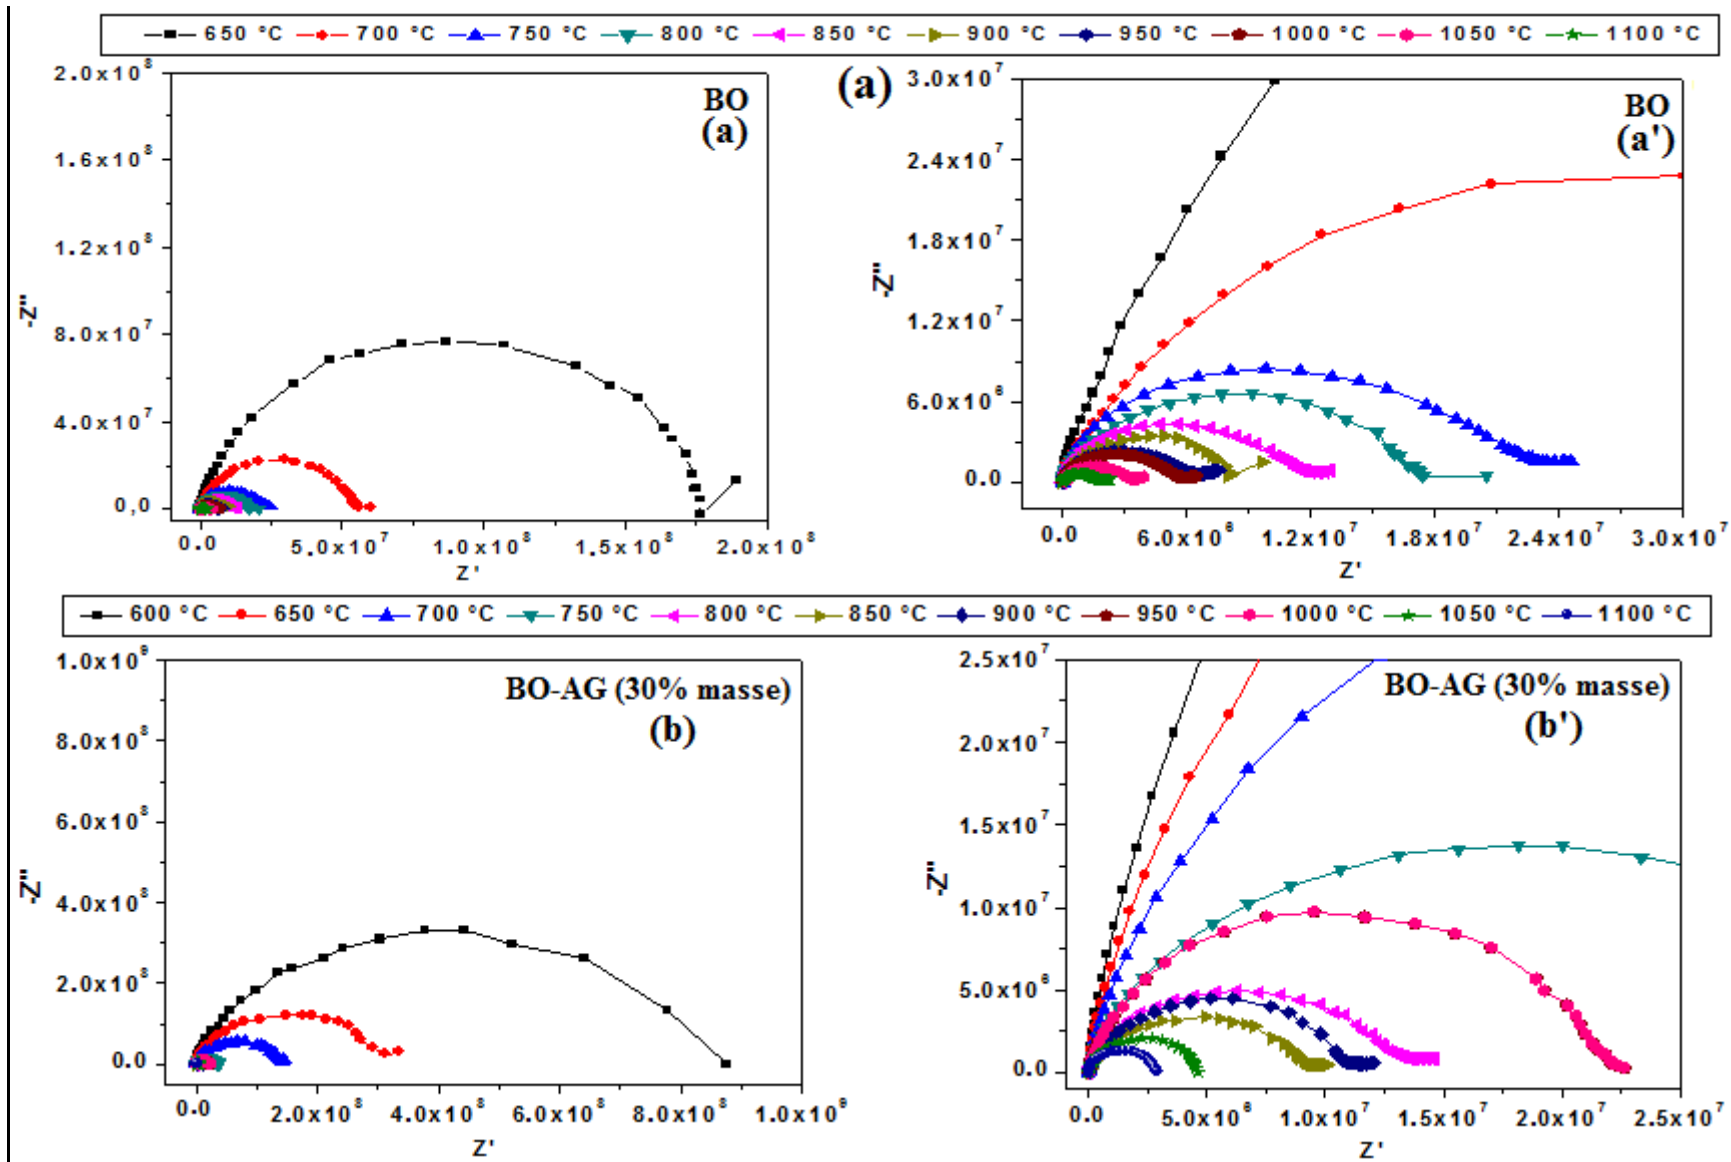 650 °C 700 °C 750 °C 800 °C 850 °C 900 °C 950 °C 1000 °C 1050 °C 1100 °C
(a)
2.0x10⁸
1.6x10⁸
1.2x10⁸
8.0x10⁷
4.0x10⁷
0,0
-Z''
BO
(a)
0.0 5.0x10⁷ 1.0x10⁸ 1.5x10⁸ 2.0x10⁸
Z'
3.0x10⁷
2.4x10⁷
1.8x10⁷
1.2x10⁷
6.0x10⁶
0.0
-Z''
BO
(a')
0.0 6.0x10⁶ 1.2x10⁷ 1.8x10⁷ 2.4x10⁷ 3.0x10⁷
Z'
600 °C 650 °C 700 °C 750 °C 800 °C 850 °C 900 °C 950 °C 1000 °C 1050 °C 1100 °C
1.0x10⁹
8.0x10⁸
6.0x10⁸
4.0x10⁸
2.0x10⁸
0.0
-Z''
BO-AG (30% masse)
(b)
0.0 2.0x10⁸ 4.0x10⁸ 6.0x10⁸ 8.0x10⁸ 1.0x10⁹
Z'
2.5x10⁷
2.0x10⁷
1.5x10⁷
1.0x10⁷
5.0x10⁶
0.0
-Z''
BO-AG (30% masse)
(b')
0.0 5.0x10⁶ 1.0x10⁷ 1.5x10⁷ 2.0x10⁷ 2.5x10⁷
Z'